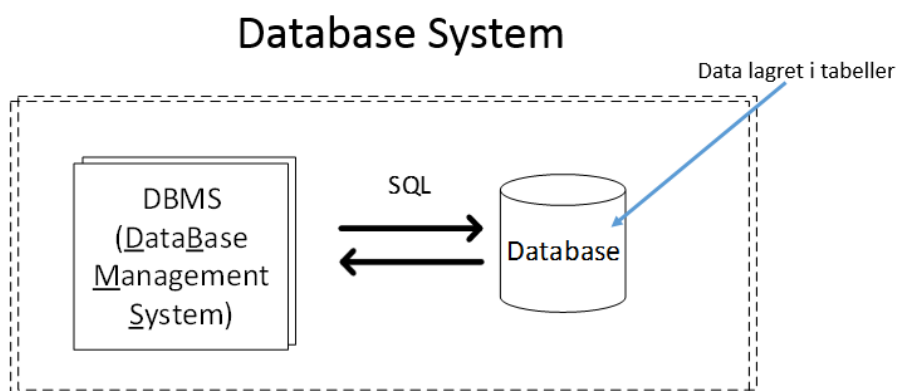 Database System
Data lagret i tabeller
DBMS
(DataBase
Management
System)
SQL
Database